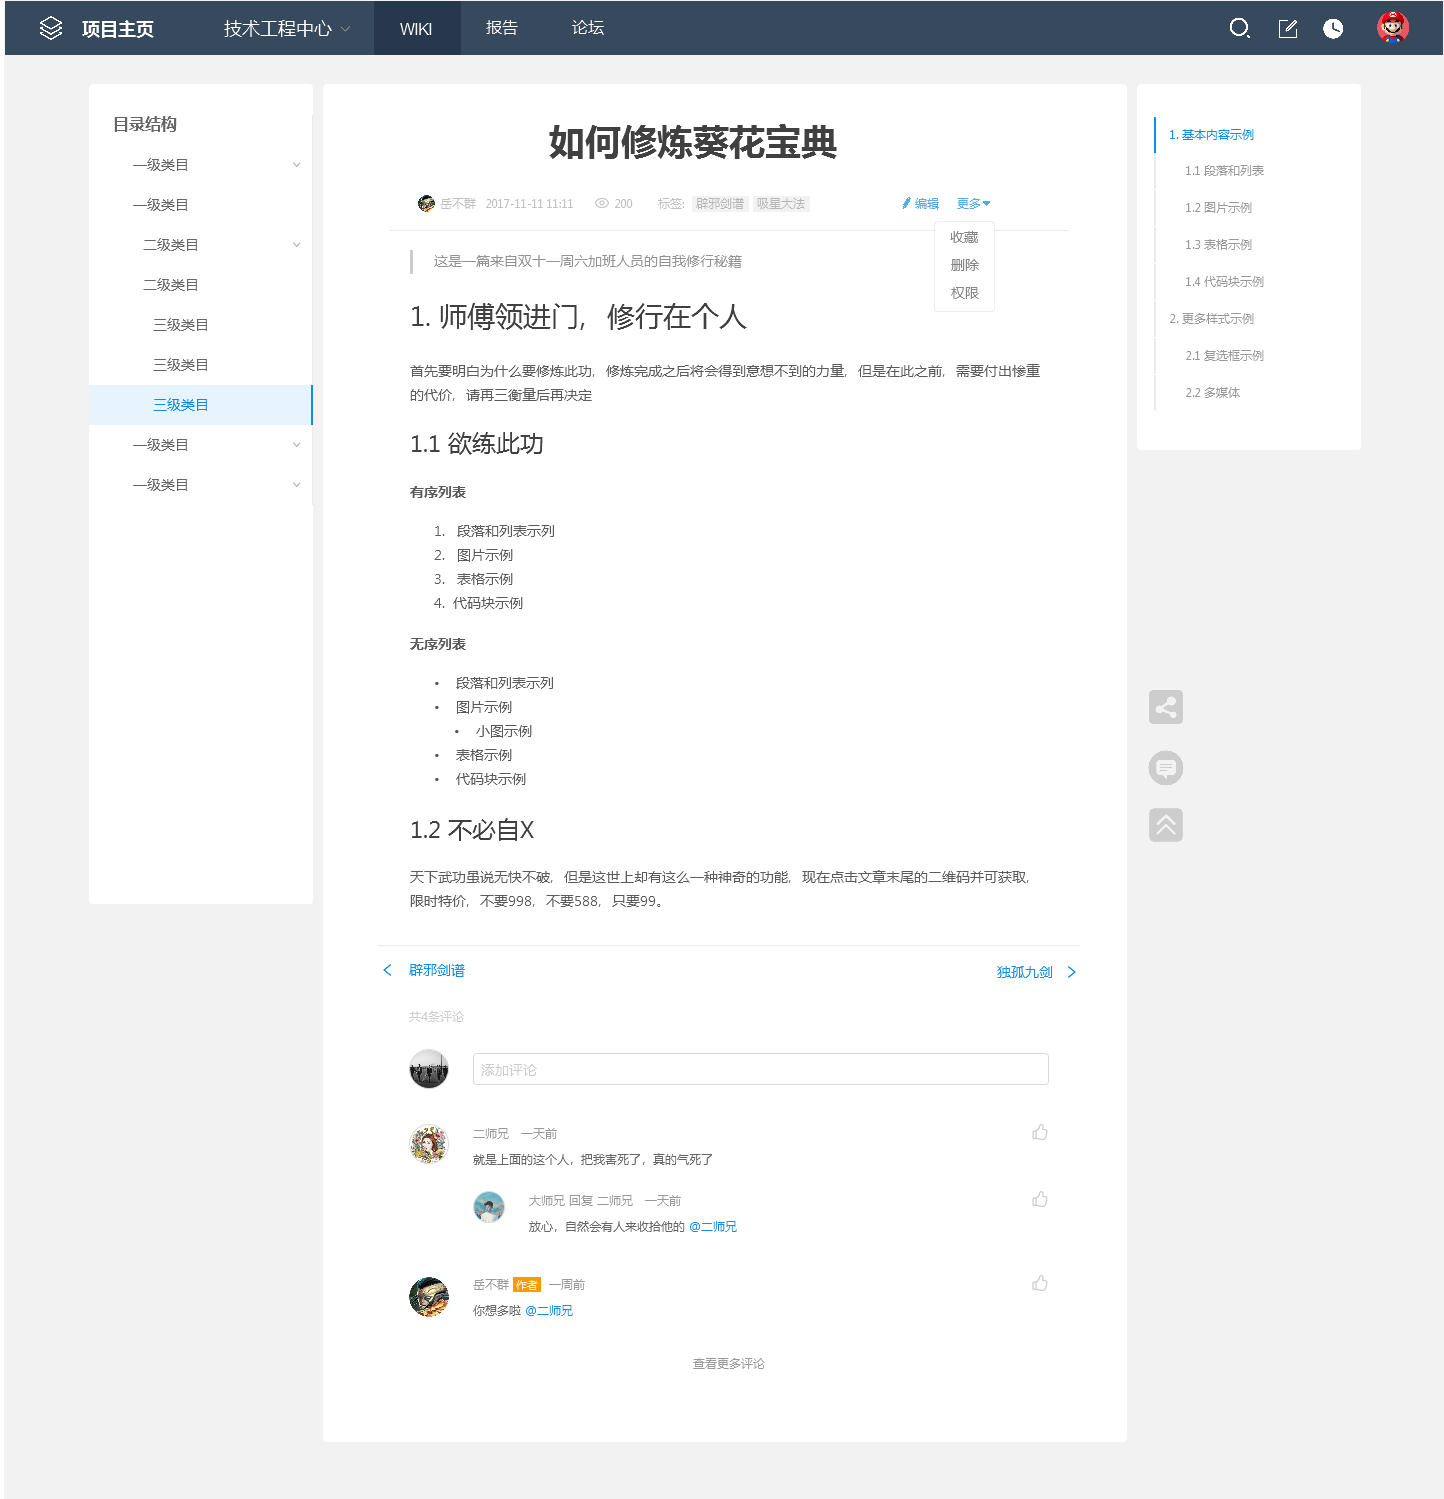 项目主页 技术工程中心 WIKI 报告 论坛
目录结构
一级类目
一级类目
二级类目
二级类目
三级类目
三级类目
三级类目
一级类目
一级类目
如何修炼葵花宝典
岳不群 2017-11-11 11:11 200 标签: 辟邪剑谱 吸星大法 编辑 更多
收藏
删除
权限
这是一篇来自双十一周六加班人员的自我修行秘籍
1. 师傅领进门，修行在个人
首先要明白为什么要修炼此功，修炼完成之后将会得到意想不到的力量，但是在此之前，需要付出惨重
的代价，请再三衡量后再决定
1.1 欲练此功
有序列表
1. 段落和列表示列
2. 图片示例
3. 表格示例
4. 代码块示例
无序列表
• 段落和列表示列
• 图片示例
• 小图示例
• 表格示例
• 代码块示例
1.2 不必自X
天下武功虽说无快不破，但是这世上却有这么一种神奇的功能，现在点击文章末尾的二维码并可获取，
限时特价，不要998，不要588，只要99。
辟邪剑谱 独孤九剑
共4条评论
添加评论
二师兄 一天前
就是上面的这个人，把我害死了，真的气死了
大师兄 回复 二师兄 一天前
放心，自然会有人来收拾他的 @二师兄
岳不群 作者 一周前
你想多啦 @二师兄
查看更多评论
1. 基本内容示例
1.1 段落和列表
1.2 图片示例
1.3 表格示例
1.4 代码块示例
2. 更多样式示例
2.1 复选框示例
2.2 多媒体